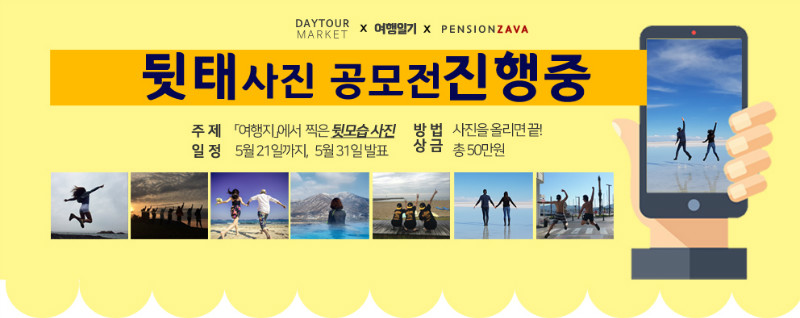 DAYTOUR MARKET x 여행일기 x PENSIONZAVA
뒷태사진 공모전진행중
주 제 「여행지」에서 찍은 뒷모습 사진
일 정 5월 21일까지, 5월 31일 발표
방 법 사진을 올리면 끝!
상 금 총 50만원